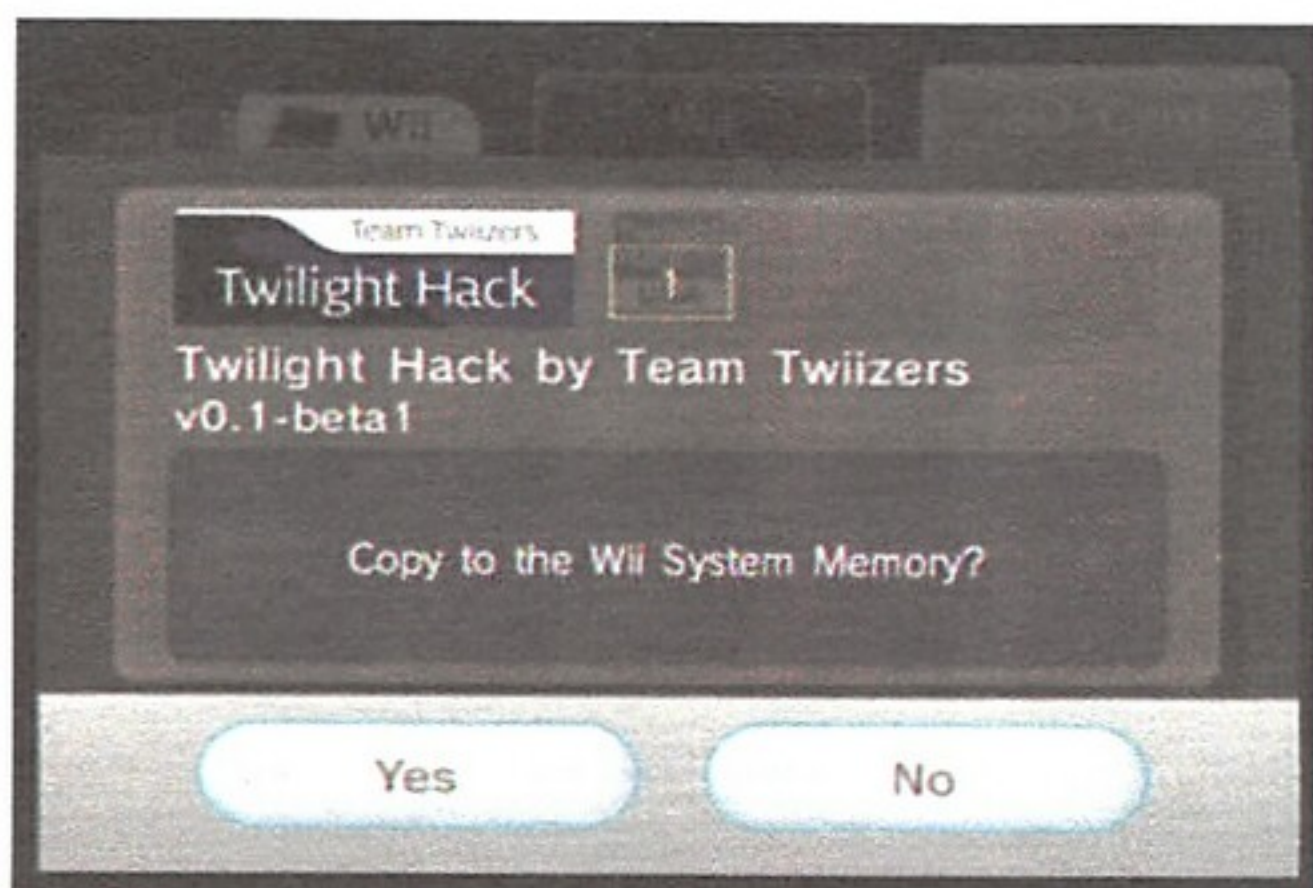 Wii
Team Twiizers
Twilight Hack
Twilight Hack by Team Twiizers
v0.1-beta1
Copy to the Wii System Memory?
Yes
No